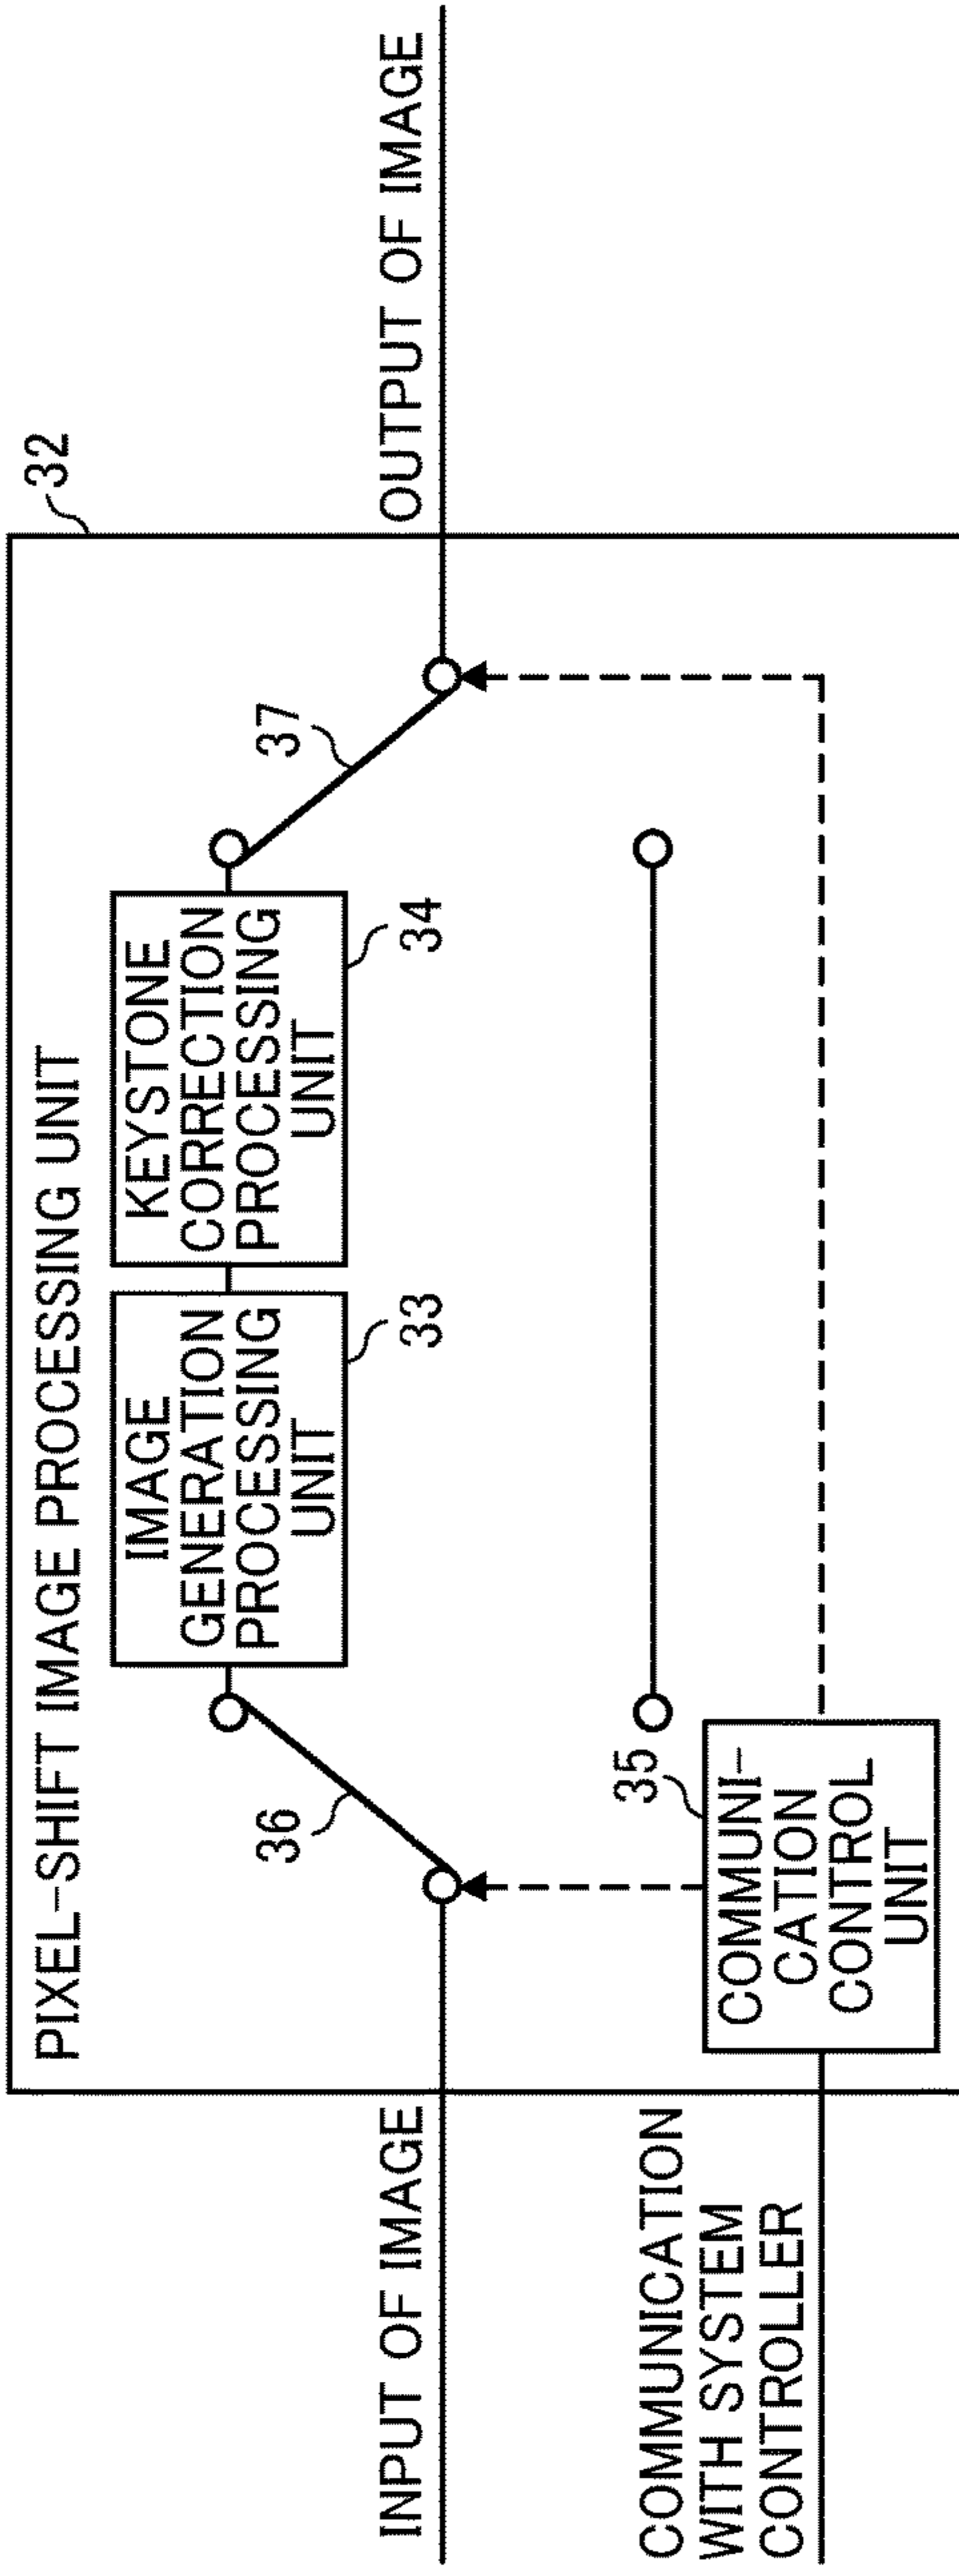 PIXEL-SHIFT IMAGE PROCESSING UNIT
32
INPUT OF IMAGE
36
IMAGE
GENERATION
PROCESSING
UNIT
33
KEYSTONE
CORRECTION
PROCESSING
UNIT
34
37
OUTPUT OF IMAGE
COMMUNICATION
WITH SYSTEM
CONTROLLER
35
COMMUNI-
CATION
CONTROL
UNIT